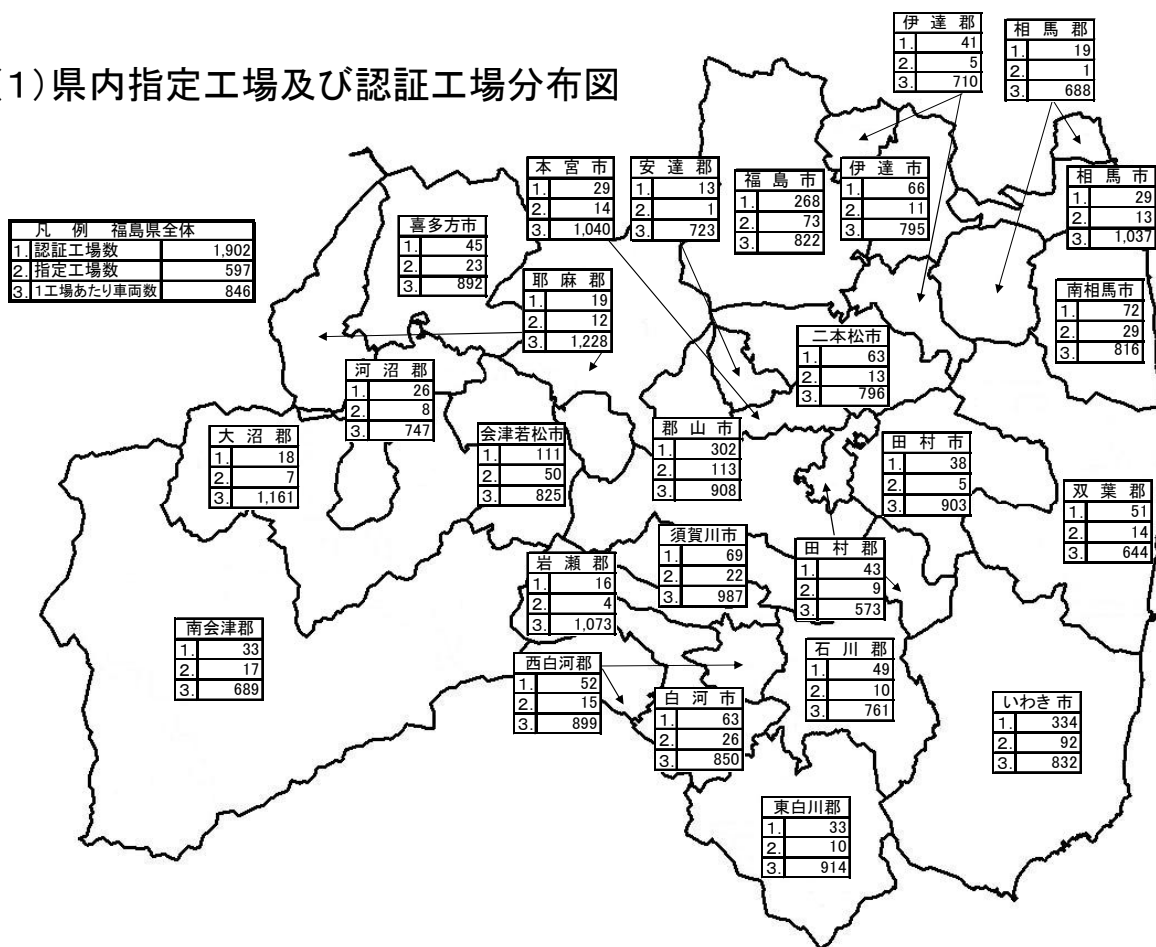 (1)県内指定工場及び認証工場分布図
伊達郡
1. 41
2. 5
3. 710
相馬郡
1. 19
2. 1
3. 688
本宮市
1. 29
2. 14
3. 1,040
安達郡
1. 13
2. 1
3. 723
福島市
1. 268
2. 73
3. 822
伊達市
1. 66
2. 11
3. 795
相馬市
1. 29
2. 13
3. 1,037
凡例 福島県全体
1. 認証工場数 1,902
2. 指定工場数 597
3. 1工場あたり車両数 846
喜多方市
1. 45
2. 23
3. 892
耶麻郡
1. 19
2. 12
3. 1,228
南相馬市
1. 72
2. 29
3. 816
二本松市
1. 63
2. 13
3. 796
河沼郡
1. 26
2. 8
3. 747
大沼郡
1. 18
2. 7
3. 1,161
会津若松市
1. 111
2. 50
3. 825
郡山市
1. 302
2. 113
3. 908
田村市
1. 38
2. 5
3. 903
双葉郡
1. 51
2. 14
3. 644
須賀川市
1. 69
2. 22
3. 987
田村郡
1. 43
2. 9
3. 573
岩瀬郡
1. 16
2. 4
3. 1,073
南会津郡
1. 33
2. 17
3. 689
西白河郡
1. 52
2. 15
3. 899
白河市
1. 63
2. 26
3. 850
石川郡
1. 49
2. 10
3. 761
いわき市
1. 334
2. 92
3. 832
東白川郡
1. 33
2. 10
3. 914